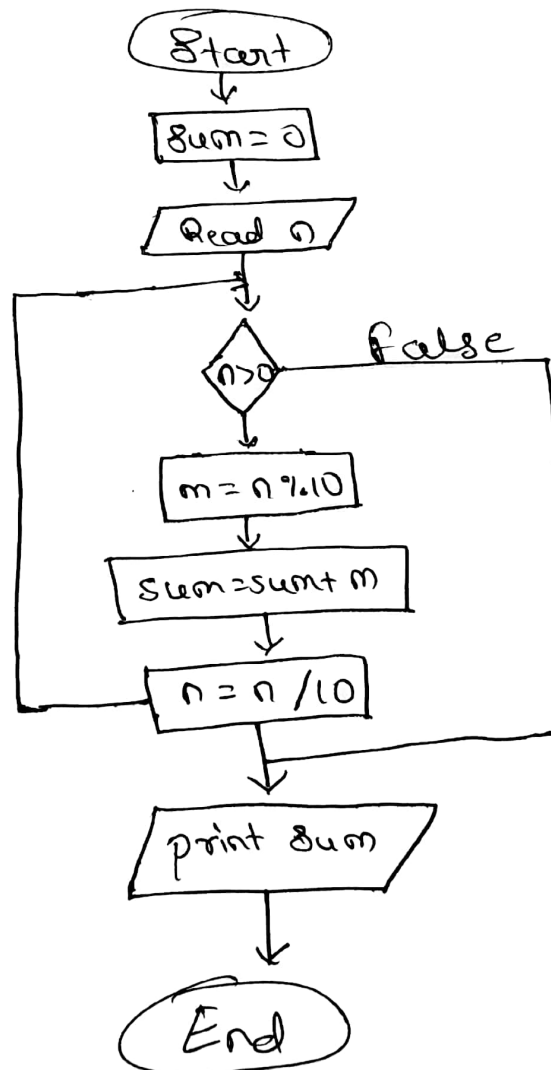 Start
sum = 0
Read n
n>0
False
m = n % 10
sum=sum+ m
n = n / 10
print sum
End